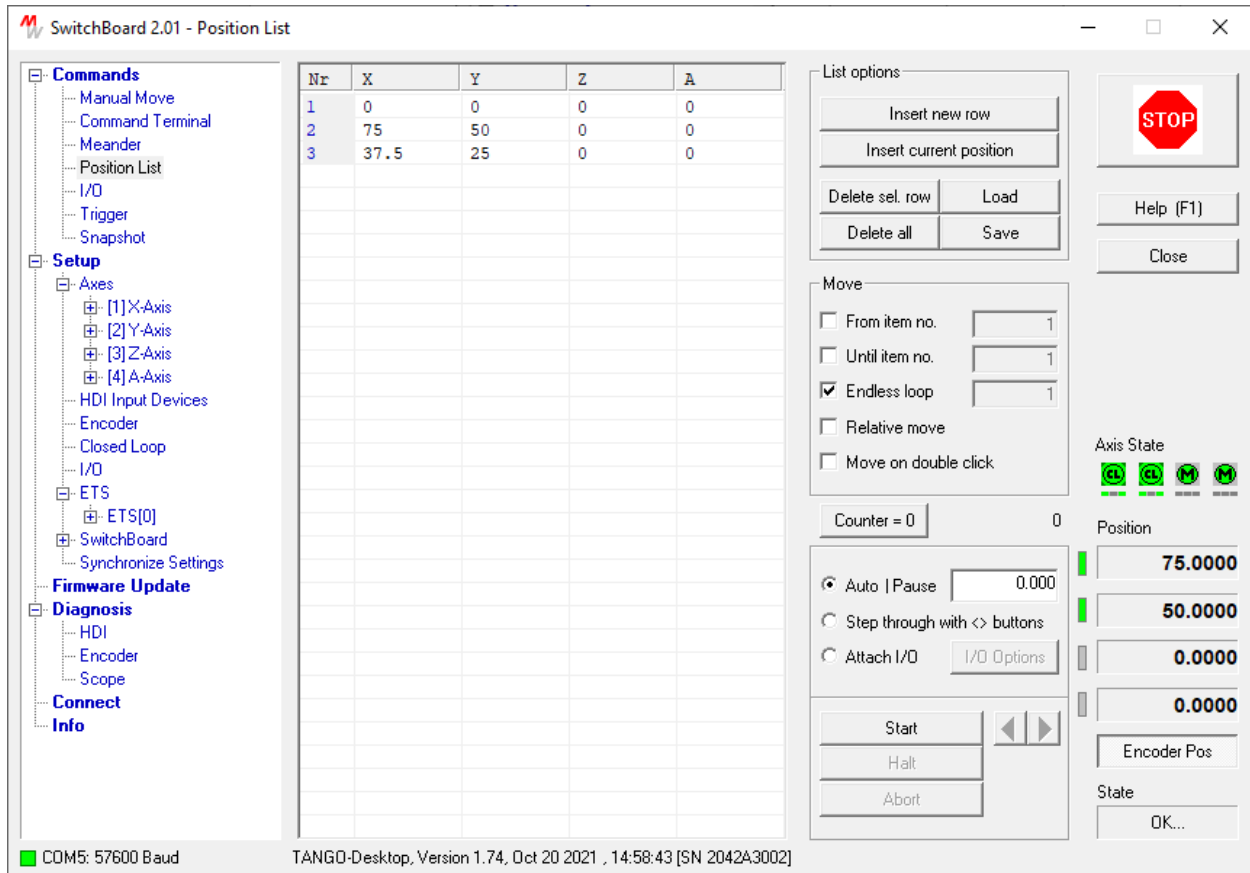 SwitchBoard 2.01 - Position List
Commands
Manual Move
Command Terminal
Meander
Position List
I/O
Trigger
Snapshot
Setup
Axes
[1] X-Axis
[2] Y-Axis
[3] Z-Axis
[4] A-Axis
HDI Input Devices
Encoder
Closed Loop
I/O
ETS
ETS[0]
SwitchBoard
Synchronize Settings
Firmware Update
Diagnosis
HDI
Encoder
Scope
Connect
Info
Nr X Y Z A
1 0 0 0 0
2 75 50 0 0
3 37.5 25 0 0
List options
Insert new row
Insert current position
Delete sel. row Load
Delete all Save
Move
From item no. 1
Until item no. 1
Endless loop 1
Relative move
Move on double click
Counter = 0 0
Auto | Pause 0.000
Step through with <> buttons
Attach I/O I/O Options
Start
Halt
Abort
STOP
Help (F1)
Close
Axis State
CL CL M M
Position
75.0000
50.0000
0.0000
0.0000
Encoder Pos
State
OK...
COM5: 57600 Baud TANGO-Desktop, Version 1.74, Oct 20 2021 , 14:58:43 [SN 2042A3002]